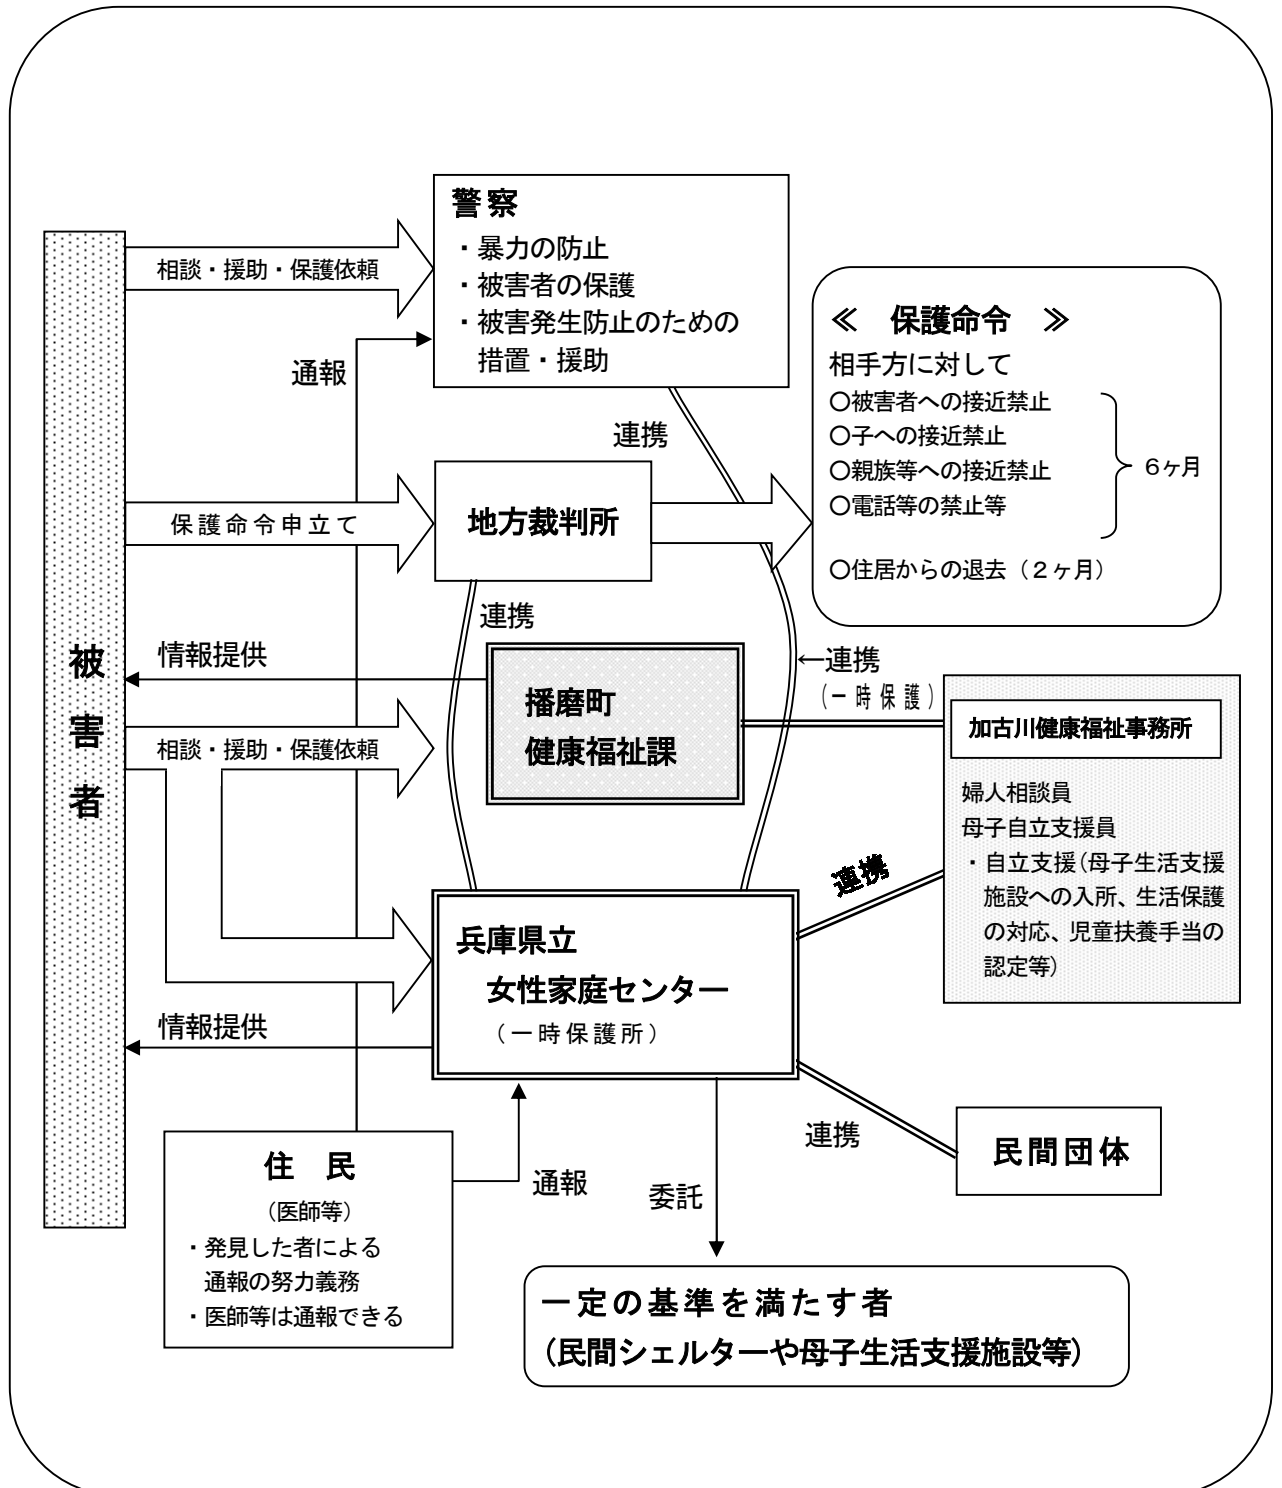 警察
・暴力の防止
・被害者の保護
・被害発生防止のための
措置・援助
相談・援助・保護依頼
通報
連携
≪　保護命令　≫
相手方に対して
○被害者への接近禁止
○子への接近禁止
○親族等への接近禁止
○電話等の禁止等
６ヶ月
○住居からの退去（２ヶ月）
保護命令申立て
地方裁判所
連携
被害者
情報提供
播磨町
健康福祉課
←連携
（一時保護）
相談・援助・保護依頼
加古川健康福祉事務所
婦人相談員
母子自立支援員
・自立支援（母子生活支援
施設への入所、生活保護
の対応、児童扶養手当の
認定等）
連携
兵庫県立
女性家庭センター
（一時保護所）
情報提供
住　民
（医師等）
・発見した者による
通報の努力義務
・医師等は通報できる
通報
委託
連携
民間団体
一定の基準を満たす者
（民間シェルターや母子生活支援施設等）